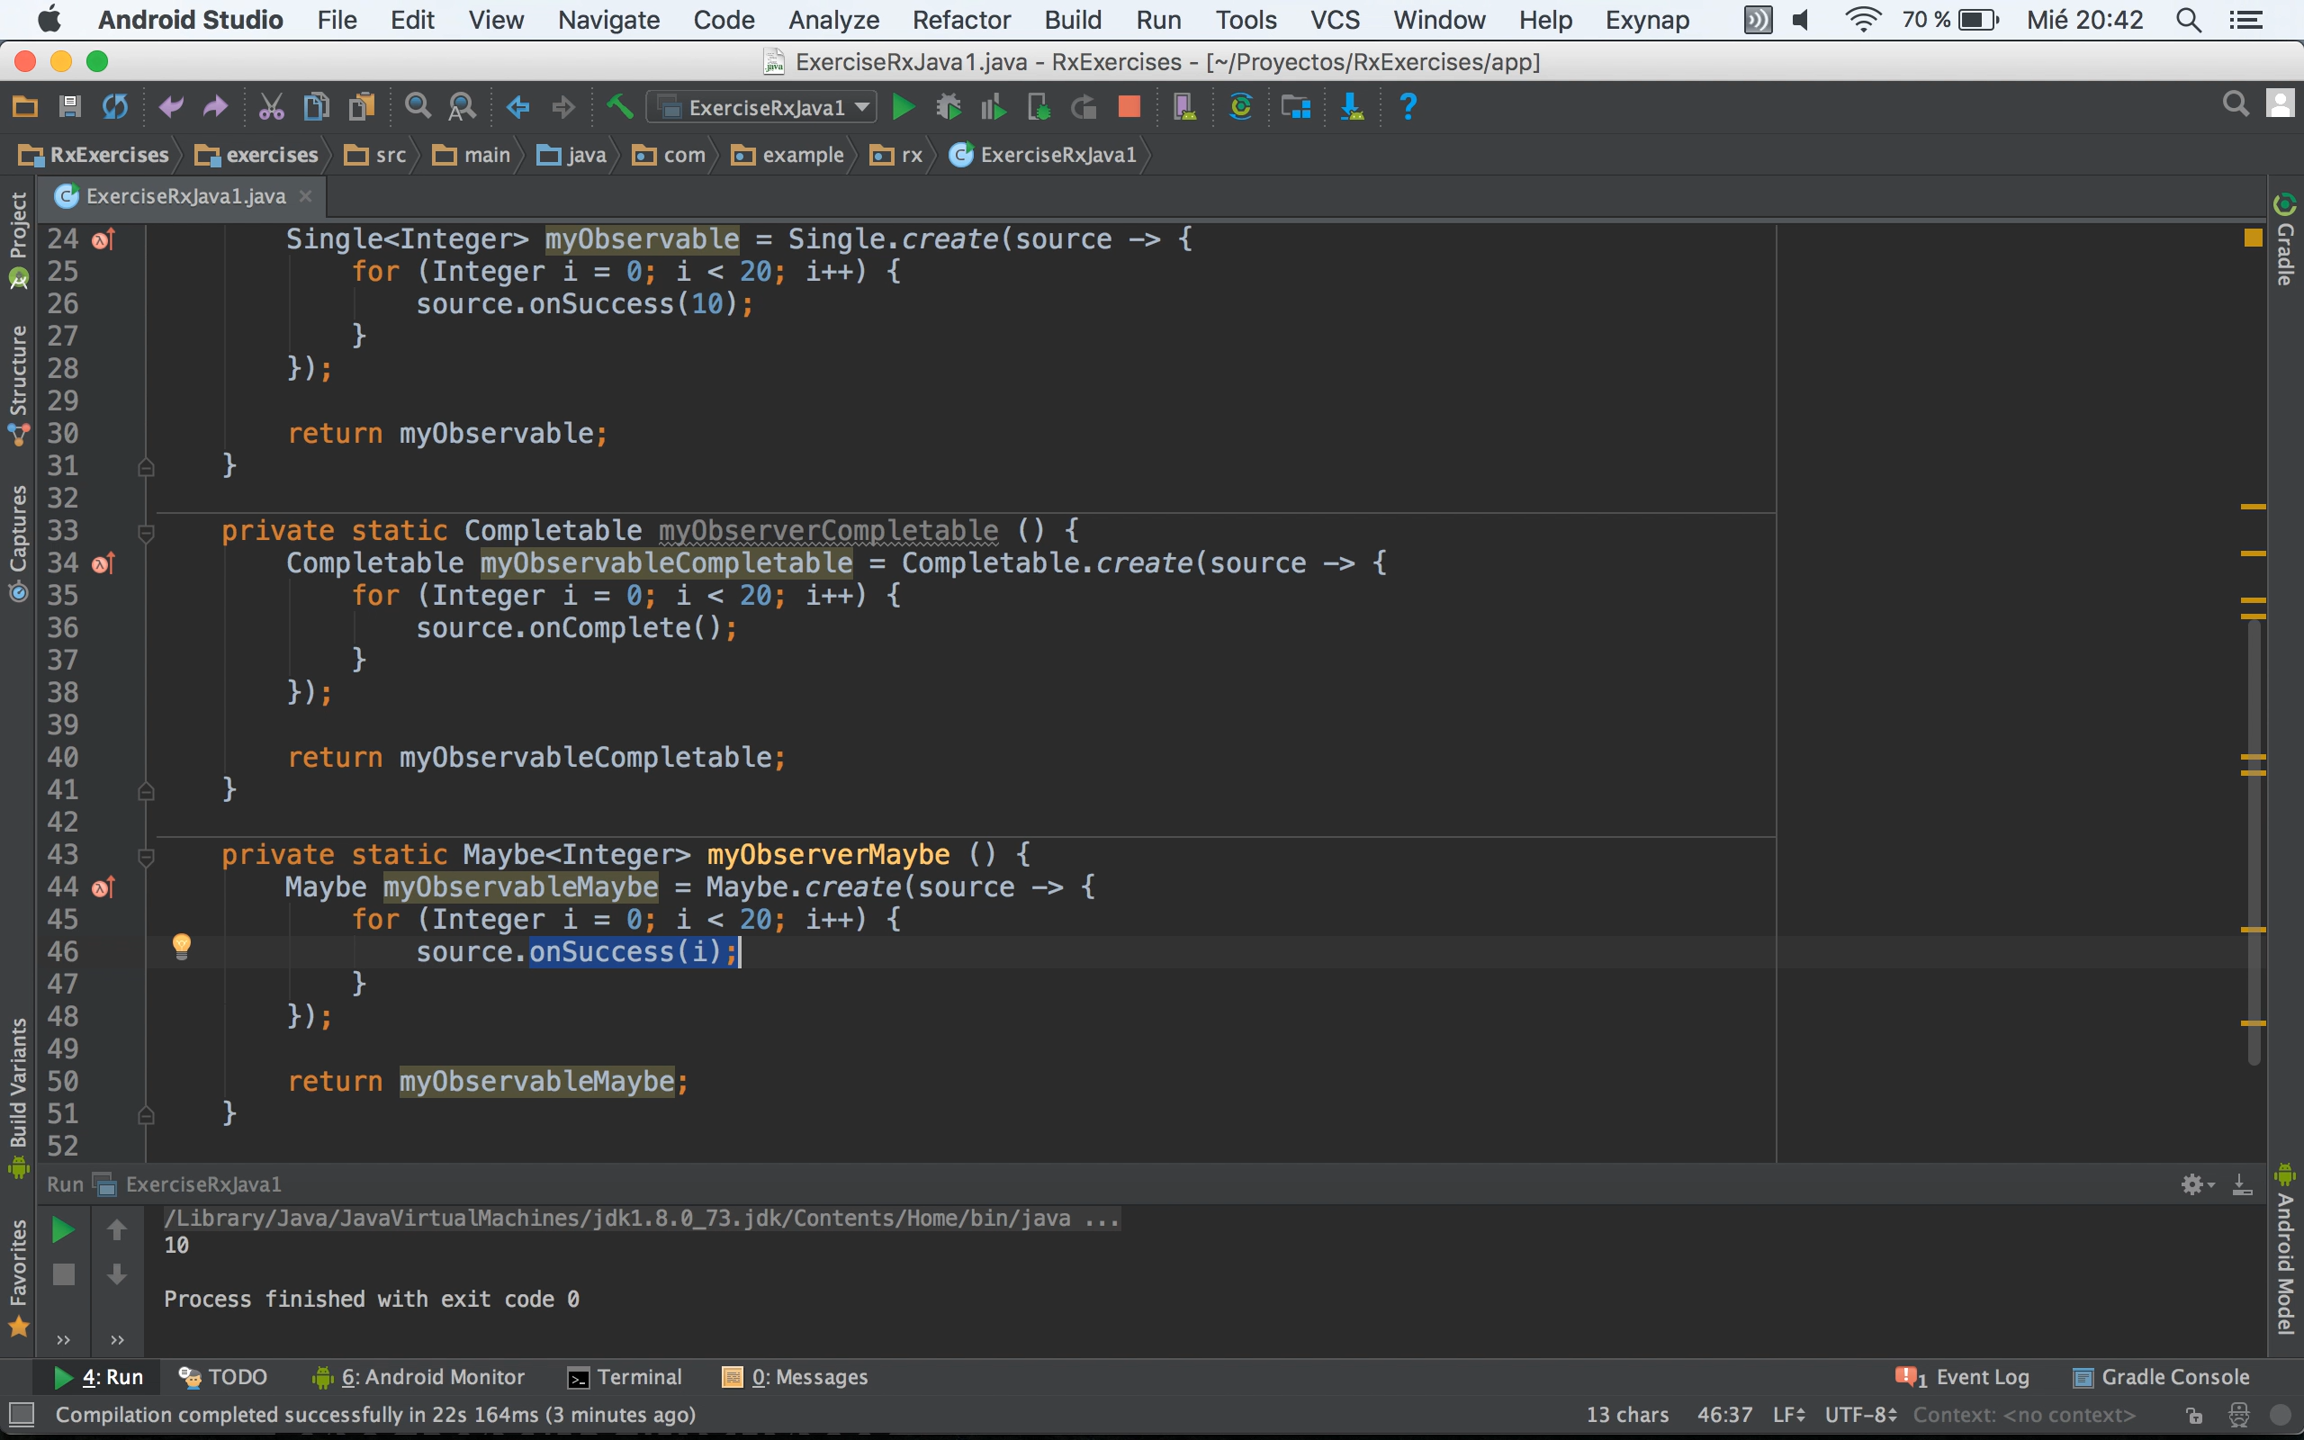 Android Studio File Edit View Navigate Code Analyze Refactor Build Run Tools VCS Window Help Exynap 70 % Mié 20:42
ExerciseRxJava1.java - RxExercises - [~/Proyectos/RxExercises/app]
ExerciseRxJava1
RxExercises exercises src main java com example rx ExerciseRxJava1
ExerciseRxJava1.java
Project
Structure
Captures
Build Variants
Favorites
24 Single<Integer> myObservable = Single.create(source -> {
25 for (Integer i = 0; i < 20; i++) {
26 source.onSuccess(10);
27 }
28 });
29
30 return myObservable;
31 }
32
33 private static Completable myObserverCompletable () {
34 Completable myObservableCompletable = Completable.create(source -> {
35 for (Integer i = 0; i < 20; i++) {
36 source.onComplete();
37 }
38 });
39
40 return myObservableCompletable;
41 }
42
43 private static Maybe<Integer> myObserverMaybe () {
44 Maybe myObservableMaybe = Maybe.create(source -> {
45 for (Integer i = 0; i < 20; i++) {
46 source.onSuccess(i);
47 }
48 });
49
50 return myObservableMaybe;
51 }
52
Gradle
Android Model
Run ExerciseRxJava1
/Library/Java/JavaVirtualMachines/jdk1.8.0_73.jdk/Contents/Home/bin/java ...
10
Process finished with exit code 0
4: Run TODO 6: Android Monitor Terminal 0: Messages 1 Event Log Gradle Console
Compilation completed successfully in 22s 164ms (3 minutes ago) 13 chars 46:37 LF UTF-8 Context: <no context>